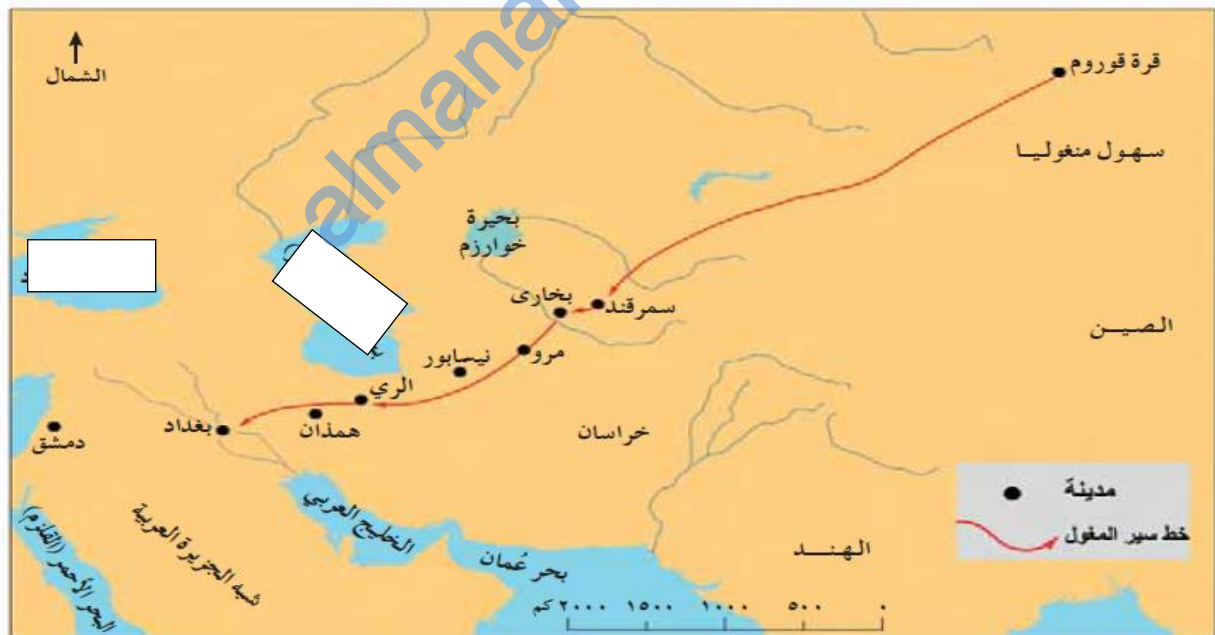 almana
الشمال
قرة قوروم
سهول منغوليا
بحيرة
خوارزم
بخارى
سمرقند
الصين
مرو
نيسابور
الري
همذان
بغداد
دمشق
خراسان
الخليج العربي
شبه الجزيرة العربية
البحر الأحمر (القلزم)
بحر عُمان
الهند
مدينة
خط سير المغول
٢٠٠٠ كم ١٥٠٠ ١٠٠٠ ٥٠٠ ٠